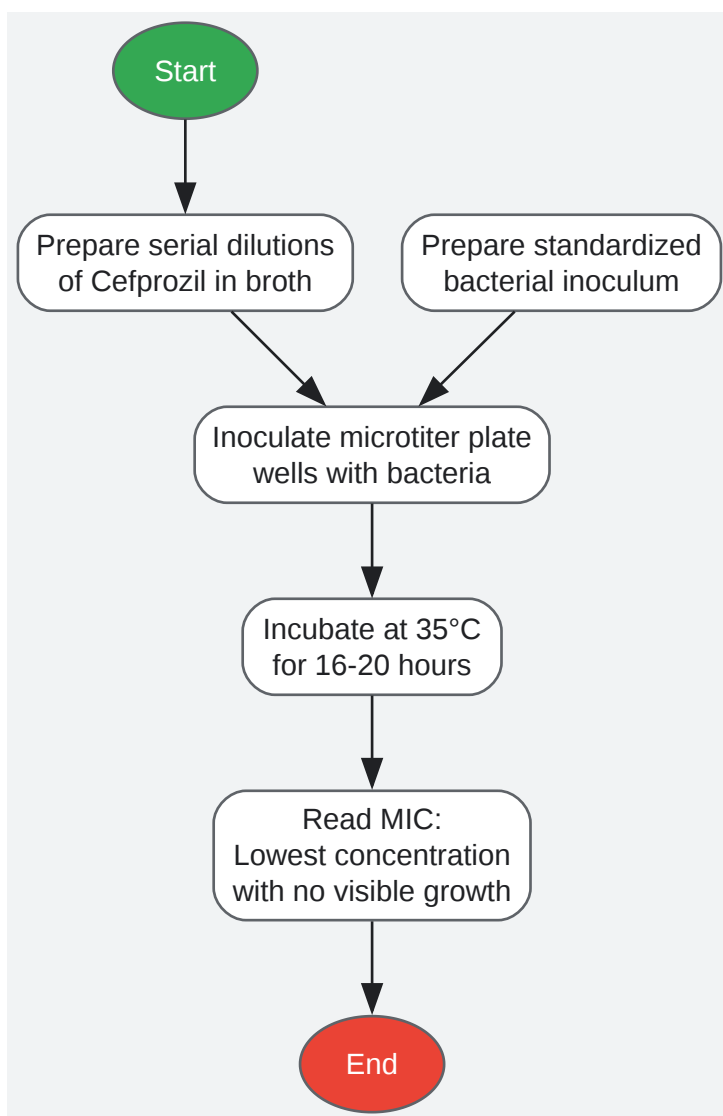 Start
Prepare serial dilutions
of Cefprozil in broth
Prepare standardized
bacterial inoculum
Inoculate microtiter plate
wells with bacteria
Incubate at 35°C
for 16-20 hours
Read MIC:
Lowest concentration
with no visible growth
End